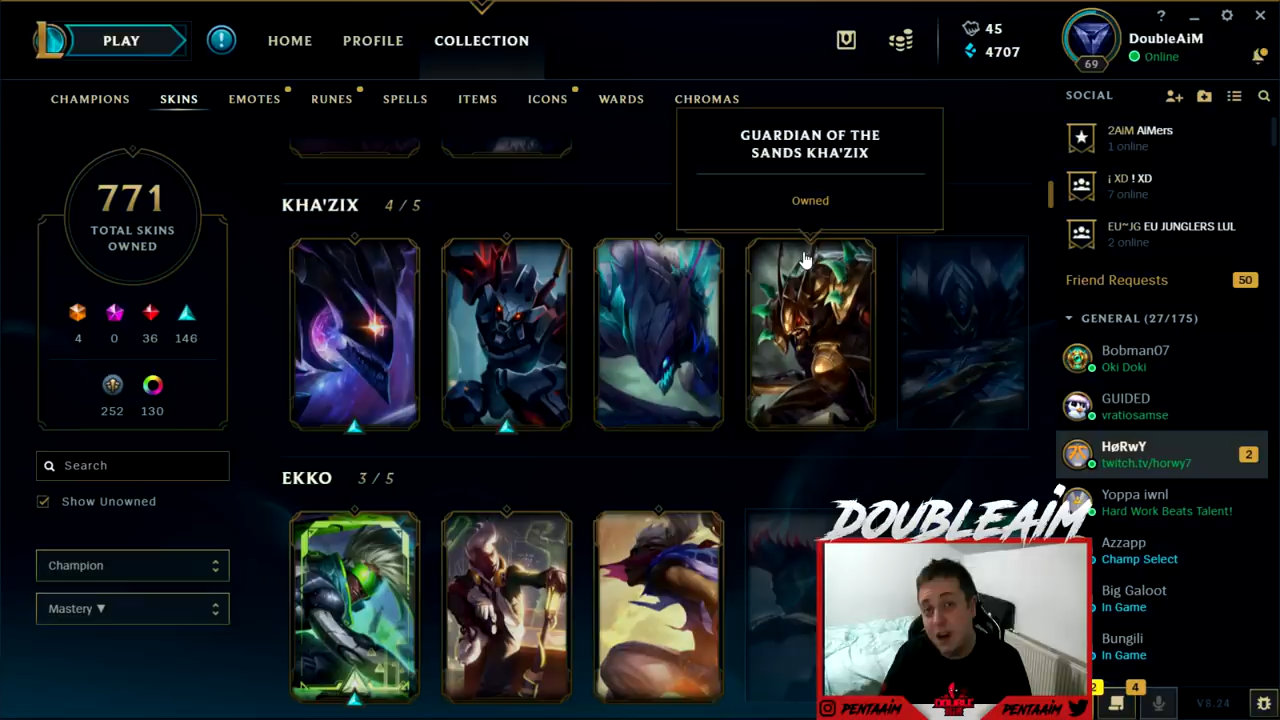 PLAY
HOME
PROFILE
COLLECTION
45
4707
?
DoubleAiM
Online
69
CHAMPIONS
SKINS
EMOTES
RUNES
SPELLS
ITEMS
ICONS
WARDS
CHROMAS
771
TOTAL SKINS
OWNED
4
0
36
146
252
130
Search
Show Unowned
Champion
Mastery ▼
KHA'ZIX 4 / 5
GUARDIAN OF THE
SANDS KHA'ZIX
Owned
EKKO 3 / 5
SOCIAL
2AiM AiMers
1 online
¡ XD ! XD
7 online
EU~JG EU JUNGLERS LUL
2 online
Friend Requests
50
GENERAL (27/175)
Bobman07
Oki Doki
GUIDED
vratiosamse
HøRwY
twitch.tv/horwy7
2
Yoppa iwnl
Hard Work Beats Talent!
Azzapp
Champ Select
Big Galoot
In Game
Bungili
In Game
2
4
V8.24
DOUBLEAIM
PENTAAIM
PENTAAIM